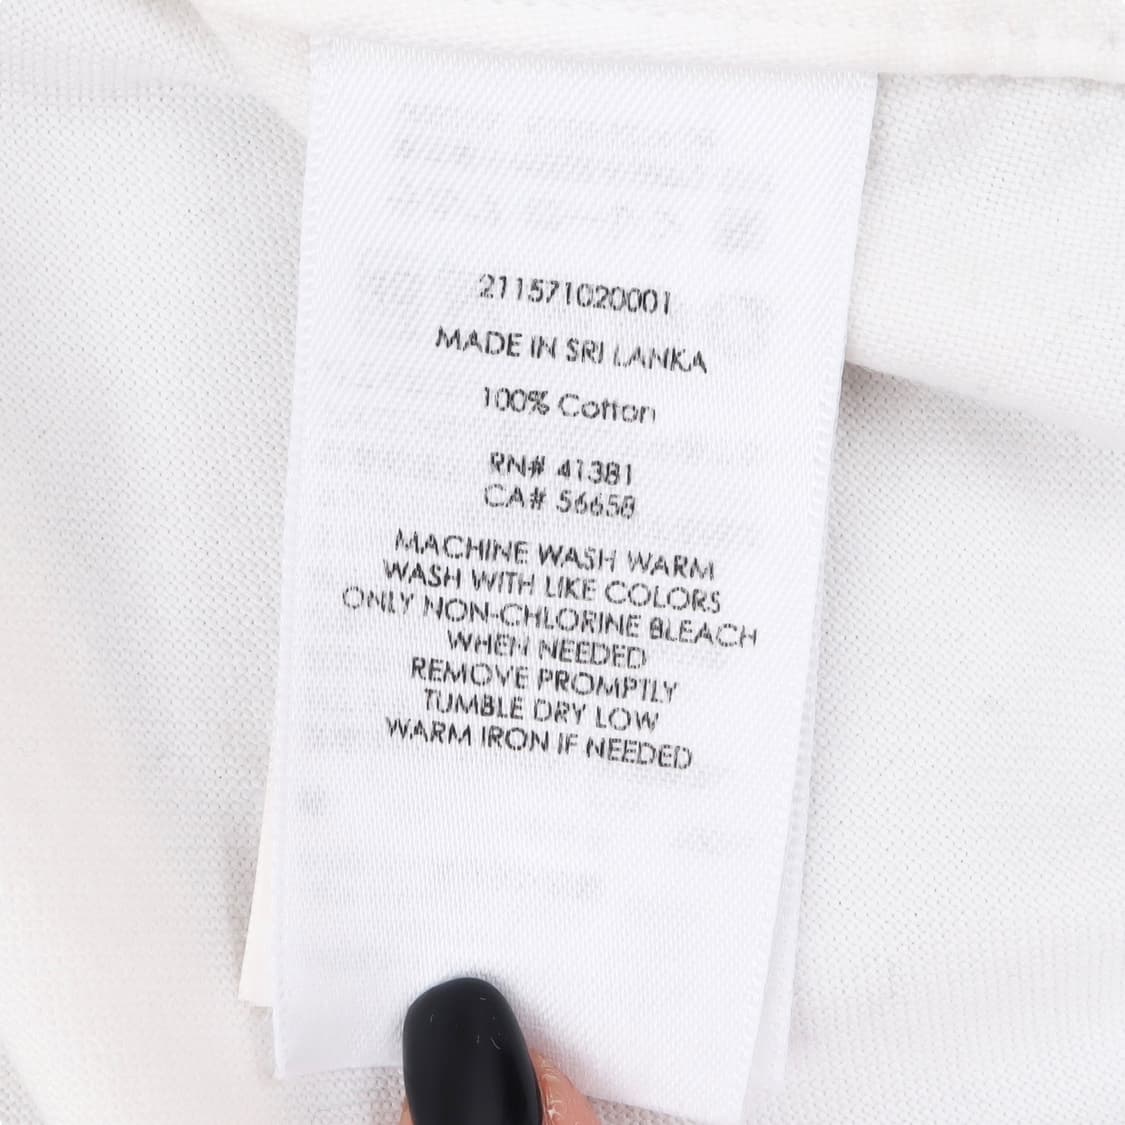 211571020001
MADE IN SRI LANKA
100% Cotton
RN# 41381
CA# 56658
MACHINE WASH WARM
WASH WITH LIKE COLORS
ONLY NON-CHLORINE BLEACH
WHEN NEEDED
REMOVE PROMPTLY
TUMBLE DRY LOW
WARM IRON IF NEEDED